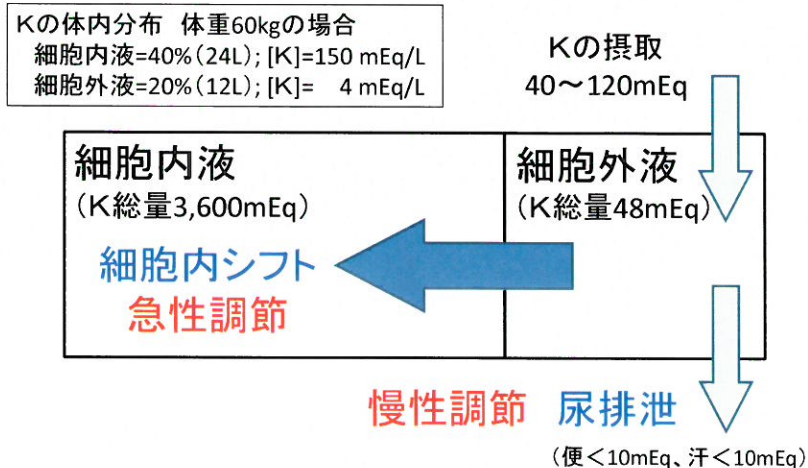 Kの体内分布 体重60kgの場合
細胞内液=40%(24L); [K]=150 mEq/L
細胞外液=20%(12L); [K]= 4 mEq/L
Kの摂取
40～120mEq
細胞内液
(K総量3,600mEq)
細胞外液
(K総量48mEq)
細胞内シフト
急性調節
慢性調節 尿排泄
(便＜10mEq、汗＜10mEq)